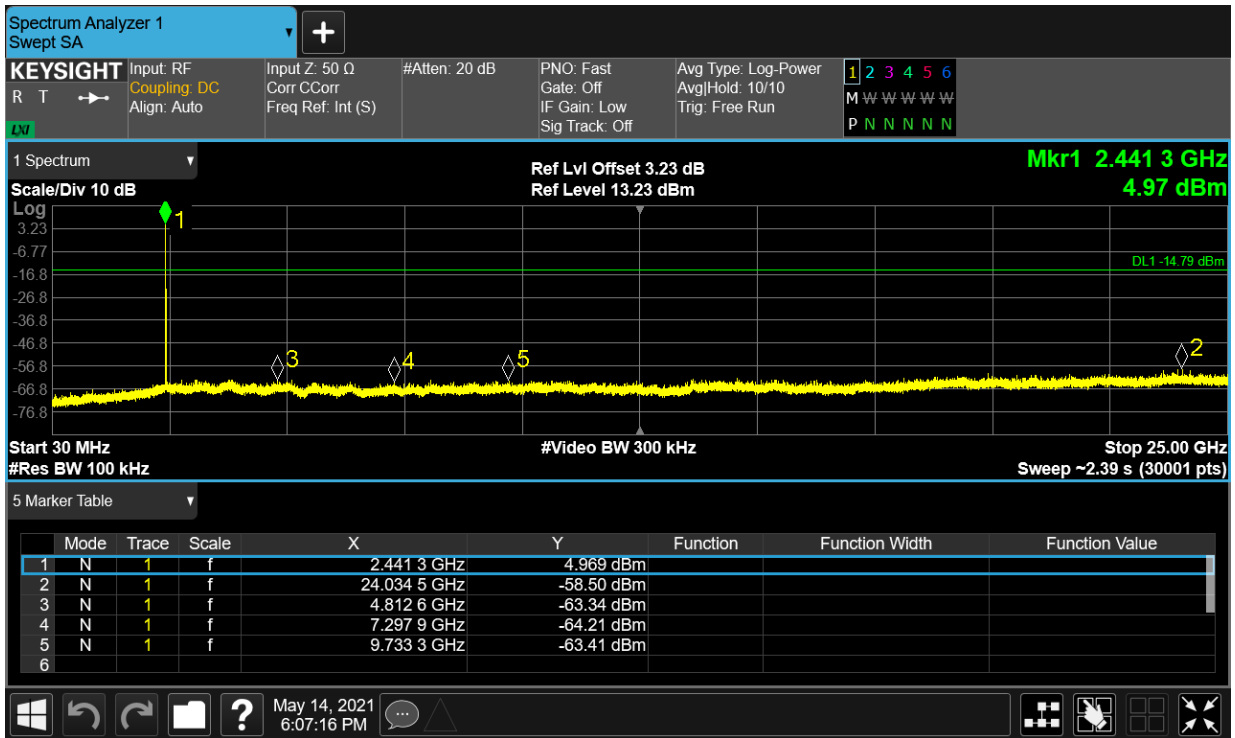 Spectrum Analyzer 1
Swept SA
KEYSIGHT
R T
LXI
Input: RF
Coupling: DC
Align: Auto
Input Z: 50 Ω
Corr CCorr
Freq Ref: Int (S)
#Atten: 20 dB
PNO: Fast
Gate: Off
IF Gain: Low
Sig Track: Off
Avg Type: Log-Power
Avg|Hold: 10/10
Trig: Free Run
1 2 3 4 5 6
M W W W W W
P N N N N N
1 Spectrum
Scale/Div 10 dB
Ref Lvl Offset 3.23 dB
Ref Level 13.23 dBm
Mkr1 2.441 3 GHz
4.97 dBm
Log
1
3.23
-6.77
DL1 -14.79 dBm
-16.8
-26.8
-36.8
-46.8
3 4 5 2
-56.8
-66.8
-76.8
Start 30 MHz #Video BW 300 kHz Stop 25.00 GHz
#Res BW 100 kHz Sweep ~2.39 s (30001 pts)
5 Marker Table
Mode Trace Scale X Y Function Function Width Function Value
1 N 1 f 2.441 3 GHz 4.969 dBm
2 N 1 f 24.034 5 GHz -58.50 dBm
3 N 1 f 4.812 6 GHz -63.34 dBm
4 N 1 f 7.297 9 GHz -64.21 dBm
5 N 1 f 9.733 3 GHz -63.41 dBm
6
?
May 14, 2021
6:07:16 PM